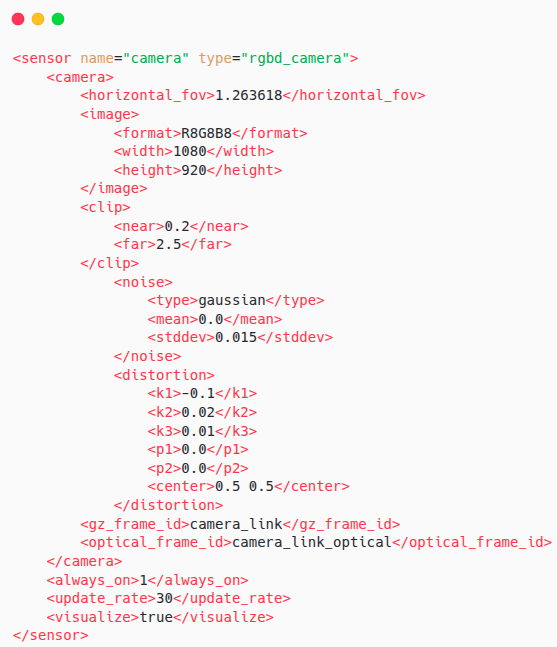 <sensor name="camera" type="rgbd_camera">
    <camera>
        <horizontal_fov>1.263618</horizontal_fov>
        <image>
            <format>R8G8B8</format>
            <width>1080</width>
            <height>920</height>
        </image>
        <clip>
            <near>0.2</near>
            <far>2.5</far>
        </clip>
            <noise>
                <type>gaussian</type>
                <mean>0.0</mean>
                <stddev>0.015</stddev>
            </noise>
            <distortion>
                <k1>-0.1</k1>
                <k2>0.02</k2>
                <k3>0.01</k3>
                <p1>0.0</p1>
                <p2>0.0</p2>
                <center>0.5 0.5</center>
            </distortion>
        <gz_frame_id>camera_link</gz_frame_id>
        <optical_frame_id>camera_link_optical</optical_frame_id>
    </camera>
    <always_on>1</always_on>
    <update_rate>30</update_rate>
    <visualize>true</visualize>
</sensor>